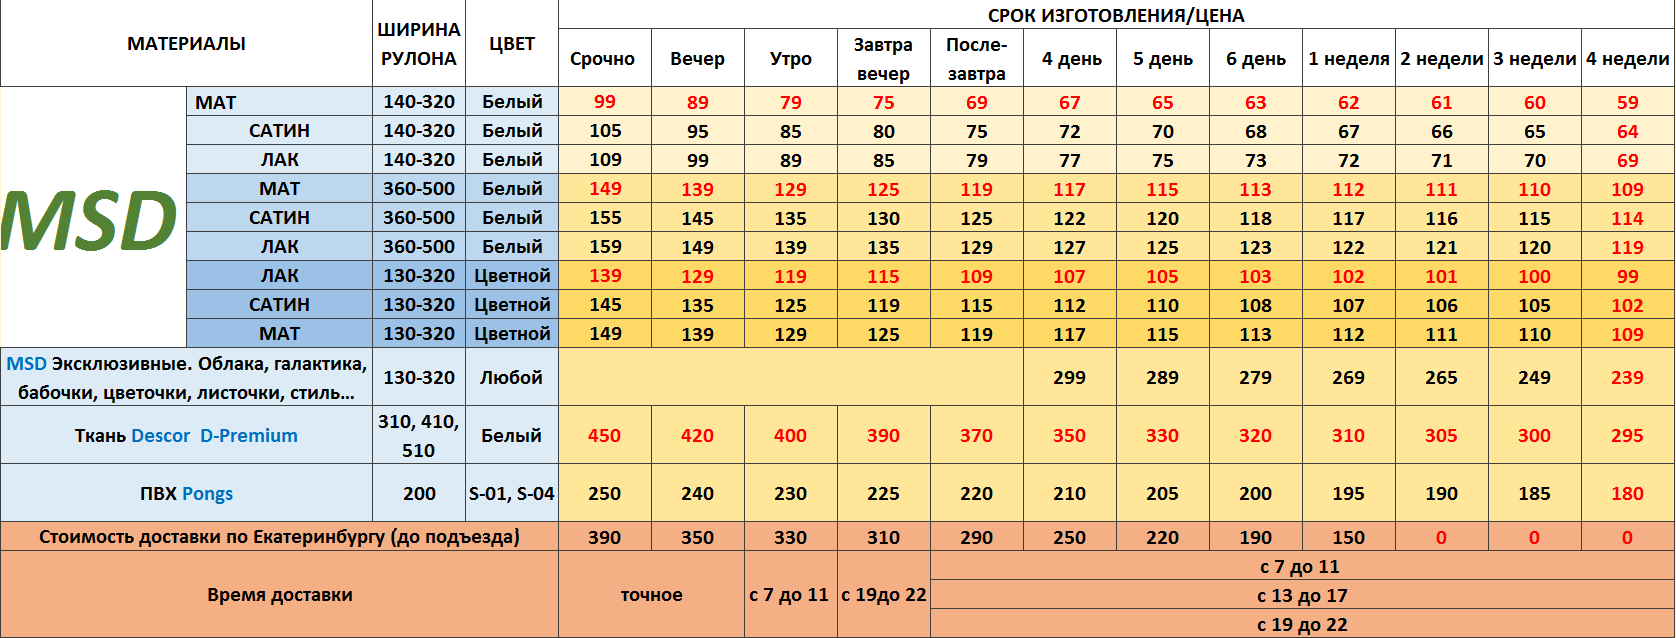 МАТЕРИАЛЫ ШИРИНА РУЛОНА ЦВЕТ СРОК ИЗГОТОВЛЕНИЯ/ЦЕНА
Срочно Вечер Утро Завтра вечер После-завтра 4 день 5 день 6 день 1 неделя 2 недели 3 недели 4 недели
MSD
МАТ 140-320 Белый 99 89 79 75 69 67 65 63 62 61 60 59
САТИН 140-320 Белый 105 95 85 80 75 72 70 68 67 66 65 64
ЛАК 140-320 Белый 109 99 89 85 79 77 75 73 72 71 70 69
МАТ 360-500 Белый 149 139 129 125 119 117 115 113 112 111 110 109
САТИН 360-500 Белый 155 145 135 130 125 122 120 118 117 116 115 114
ЛАК 360-500 Белый 159 149 139 135 129 127 125 123 122 121 120 119
ЛАК 130-320 Цветной 139 129 119 115 109 107 105 103 102 101 100 99
САТИН 130-320 Цветной 145 135 125 119 115 112 110 108 107 106 105 102
МАТ 130-320 Цветной 149 139 129 125 119 117 115 113 112 111 110 109
MSD Эксклюзивные. Облака, галактика,
бабочки, цветочки, листочки, стиль... 130-320 Любой 299 289 279 269 265 249 239
Ткань Descor D-Premium 310, 410, 510 Белый 450 420 400 390 370 350 330 320 310 305 300 295
ПВХ Pongs 200 S-01, S-04 250 240 230 225 220 210 205 200 195 190 185 180
Стоимость доставки по Екатеринбургу (до подъезда) 390 350 330 310 290 250 220 190 150 0 0 0
Время доставки точное с 7 до 11 с 19до 22 с 7 до 11
с 13 до 17
с 19 до 22